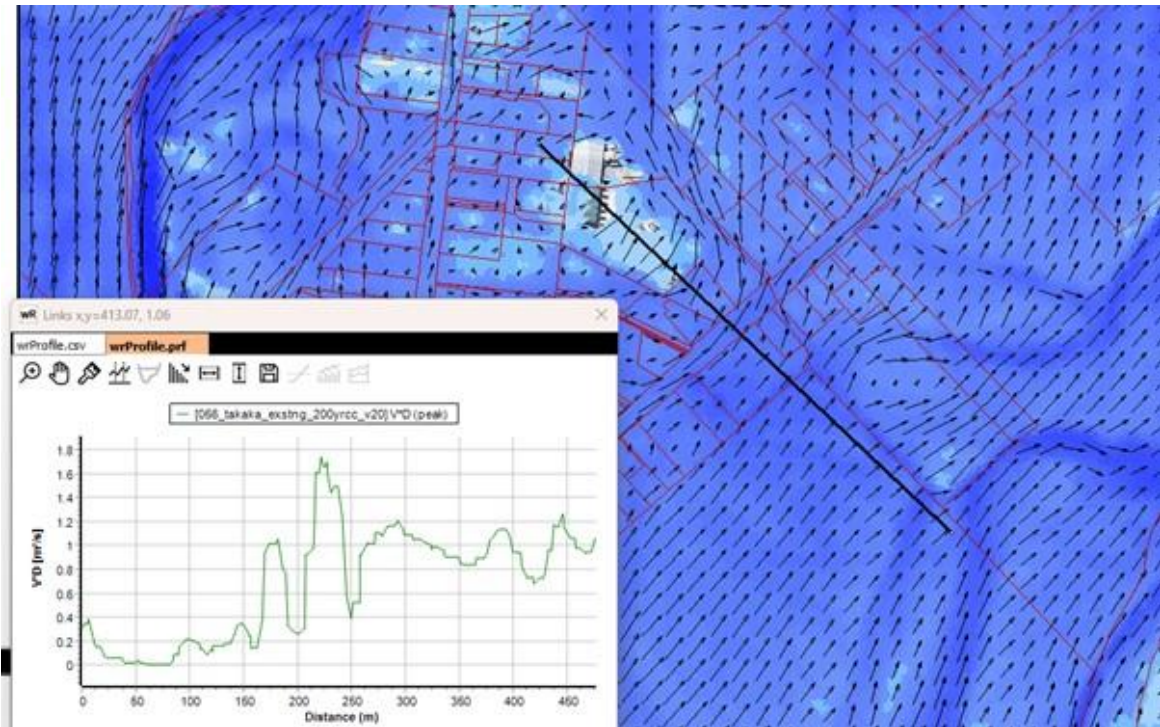 wR Links x,y=413.07, 1.06
wrProfile.csv wrProfile.prf
[066_takaka_exstng_200yrcc_v20] V*D (peak)
1.8
1.6
1.4
1.2
1
0.8
0.6
0.4
0.2
0
V*D [m²/s]
0 50 100 150 200 250 300 350 400 450
Distance (m)